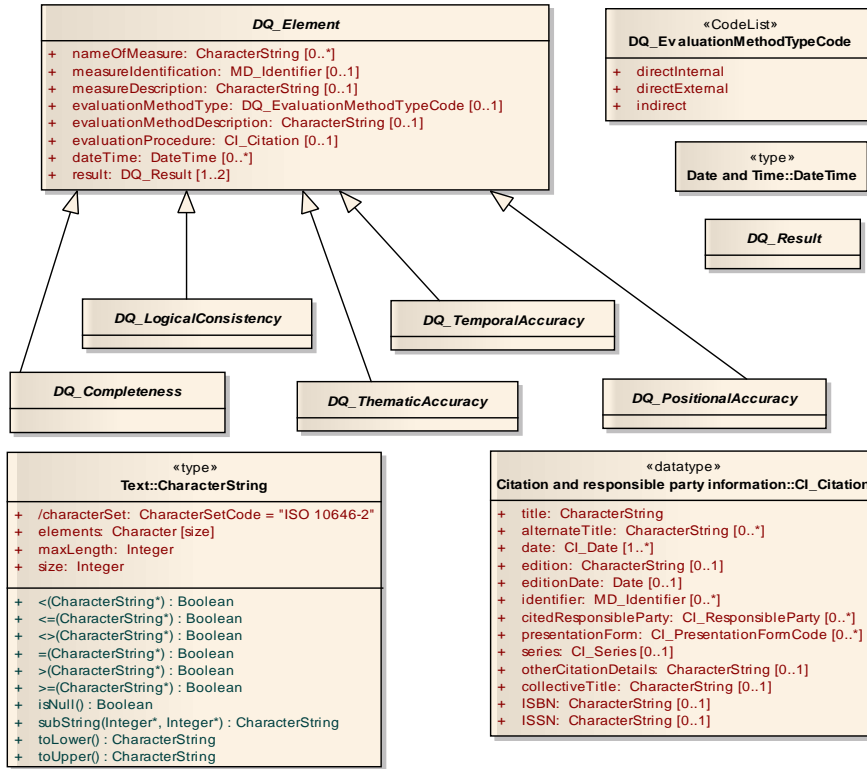 DQ_Element
+ nameOfMeasure: CharacterString [0..*]
+ measureIdentification: MD_Identifier [0..1]
+ measureDescription: CharacterString [0..1]
+ evaluationMethodType: DQ_EvaluationMethodTypeCode [0..1]
+ evaluationMethodDescription: CharacterString [0..1]
+ evaluationProcedure: CI_Citation [0..1]
+ dateTime: DateTime [0..*]
+ result: DQ_Result [1..2]
«CodeList»
DQ_EvaluationMethodTypeCode
+ directInternal
+ directExternal
+ indirect
«type»
Date and Time::DateTime
DQ_Result
DQ_LogicalConsistency
DQ_TemporalAccuracy
DQ_Completeness
DQ_ThematicAccuracy
DQ_PositionalAccuracy
«type»
Text::CharacterString
+ /characterSet: CharacterSetCode = "ISO 10646-2"
+ elements: Character [size]
+ maxLength: Integer
+ size: Integer
+ <(CharacterString*) : Boolean
+ <=(CharacterString*) : Boolean
+ <>(CharacterString*) : Boolean
+ =(CharacterString*) : Boolean
+ >(CharacterString*) : Boolean
+ >=(CharacterString*) : Boolean
+ isNull() : Boolean
+ subString(Integer*, Integer*) : CharacterString
+ toLower() : CharacterString
+ toUpper() : CharacterString
«datatype»
Citation and responsible party information::CI_Citation
+ title: CharacterString
+ alternateTitle: CharacterString [0..*]
+ date: CI_Date [1..*]
+ edition: CharacterString [0..1]
+ editionDate: Date [0..1]
+ identifier: MD_Identifier [0..*]
+ citedResponsibleParty: CI_ResponsibleParty [0..*]
+ presentationForm: CI_PresentationFormCode [0..*]
+ series: CI_Series [0..1]
+ otherCitationDetails: CharacterString [0..1]
+ collectiveTitle: CharacterString [0..1]
+ ISBN: CharacterString [0..1]
+ ISSN: CharacterString [0..1]